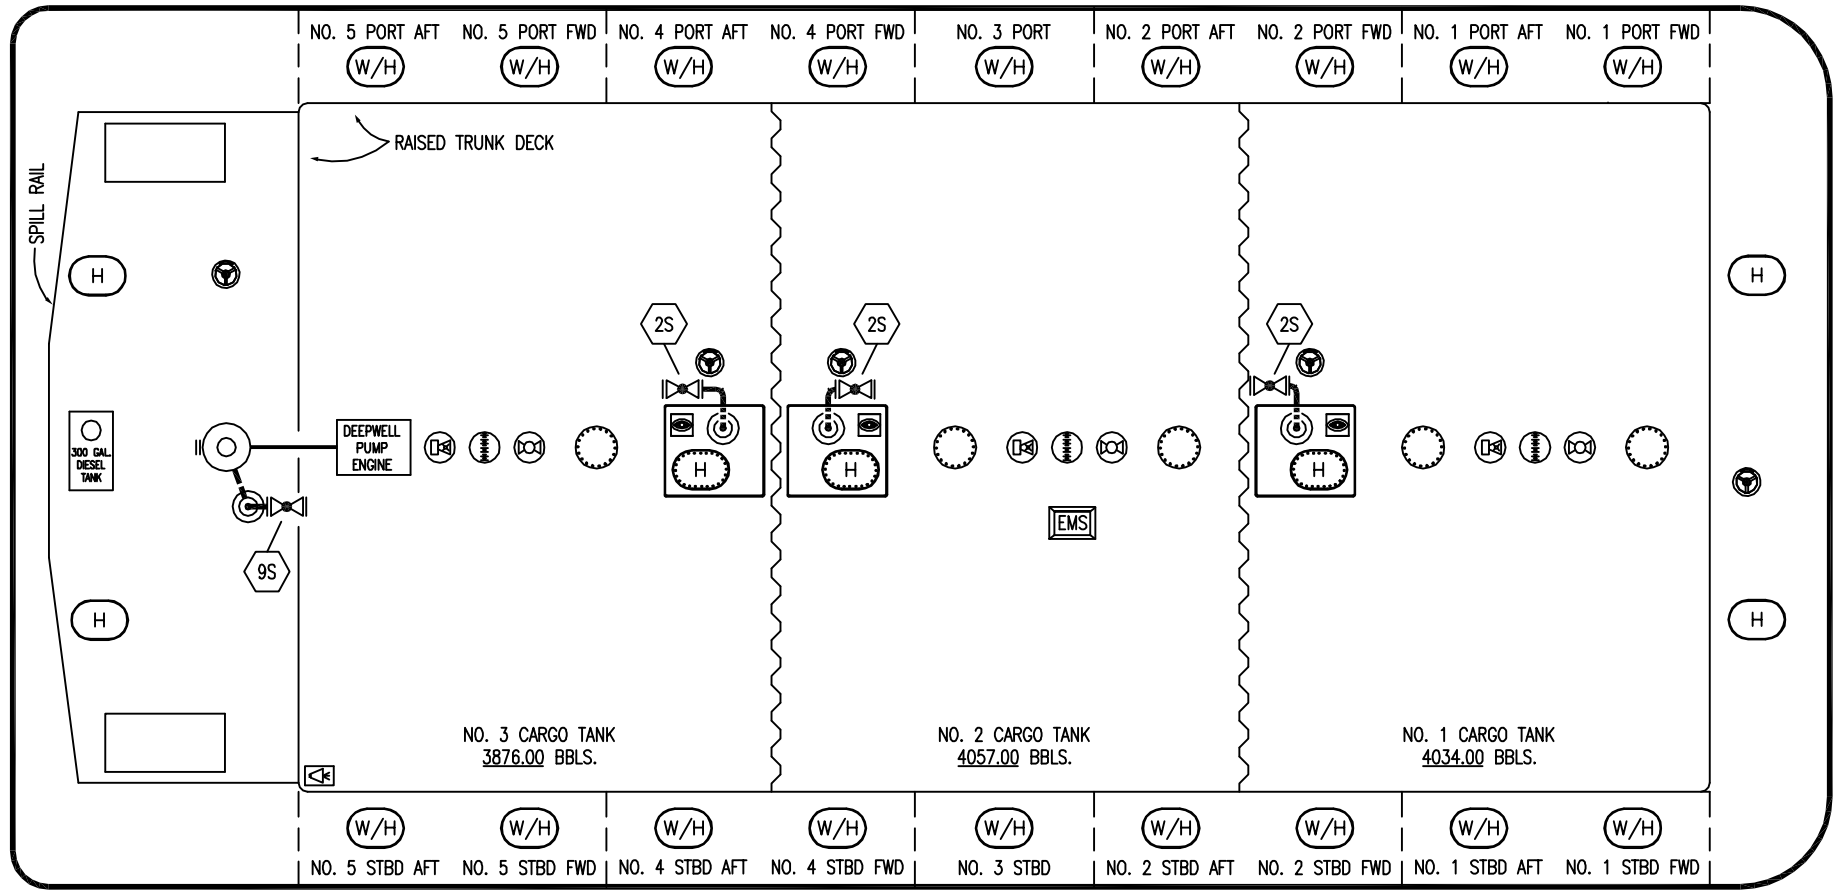 NO. 5 PORT AFT NO. 5 PORT FWD NO. 4 PORT AFT NO. 4 PORT FWD NO. 3 PORT NO. 2 PORT AFT NO. 2 PORT FWD NO. 1 PORT AFT NO. 1 PORT FWD
W/H W/H W/H W/H W/H W/H W/H W/H W/H
RAISED TRUNK DECK
SPILL RAIL
H
H
2S
2S
2S
300 GAL.
DIESEL
TANK
DEEPWELL
PUMP
ENGINE
H
H
H
EMS
9S
H
H
NO. 3 CARGO TANK
3876.00 BBLS.
NO. 2 CARGO TANK
4057.00 BBLS.
NO. 1 CARGO TANK
4034.00 BBLS.
W/H W/H W/H W/H W/H W/H W/H W/H W/H
NO. 5 STBD AFT NO. 5 STBD FWD NO. 4 STBD AFT NO. 4 STBD FWD NO. 3 STBD NO. 2 STBD AFT NO. 2 STBD FWD NO. 1 STBD AFT NO. 1 STBD FWD